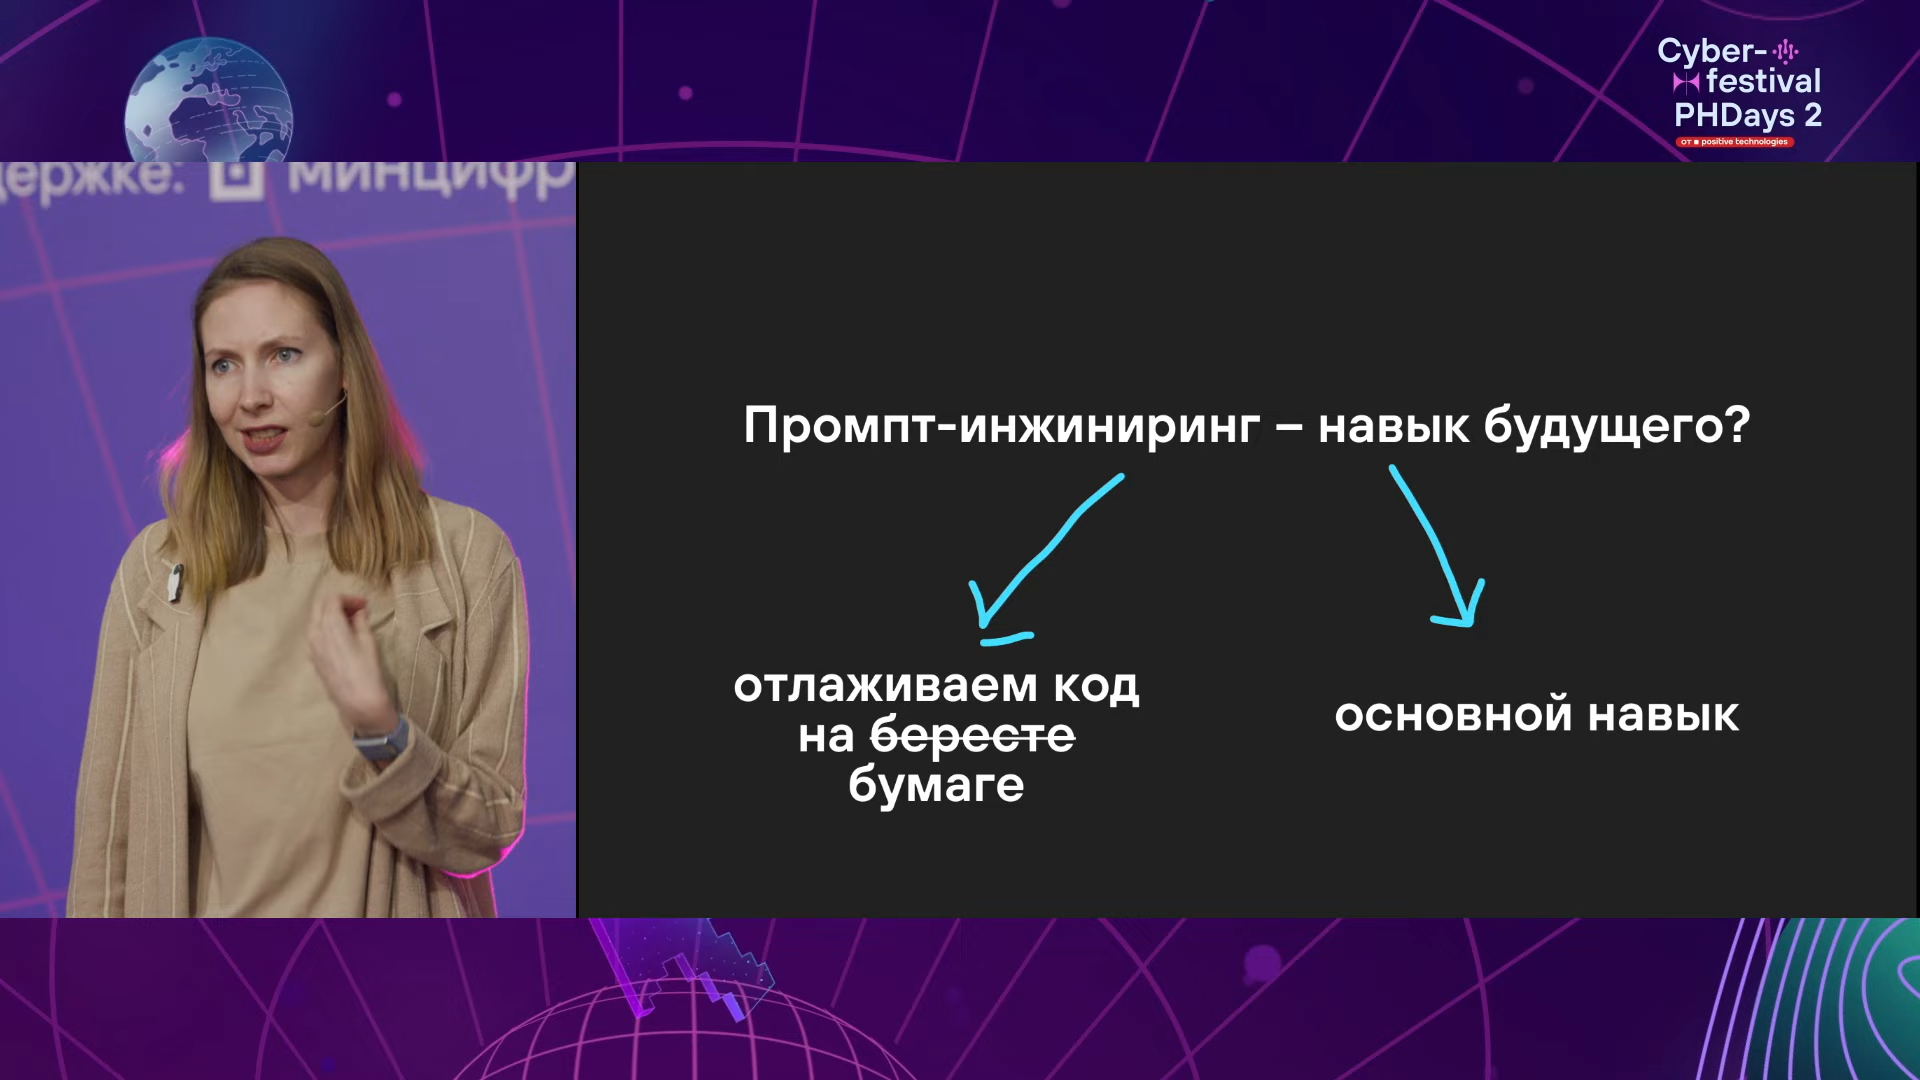 Cyber-
festival
PHDays 2
от positive technologies
держке: минцифр
Промпт-инжиниринг – навык будущего?
отлаживаем код
на бересте
бумаге
основной навык